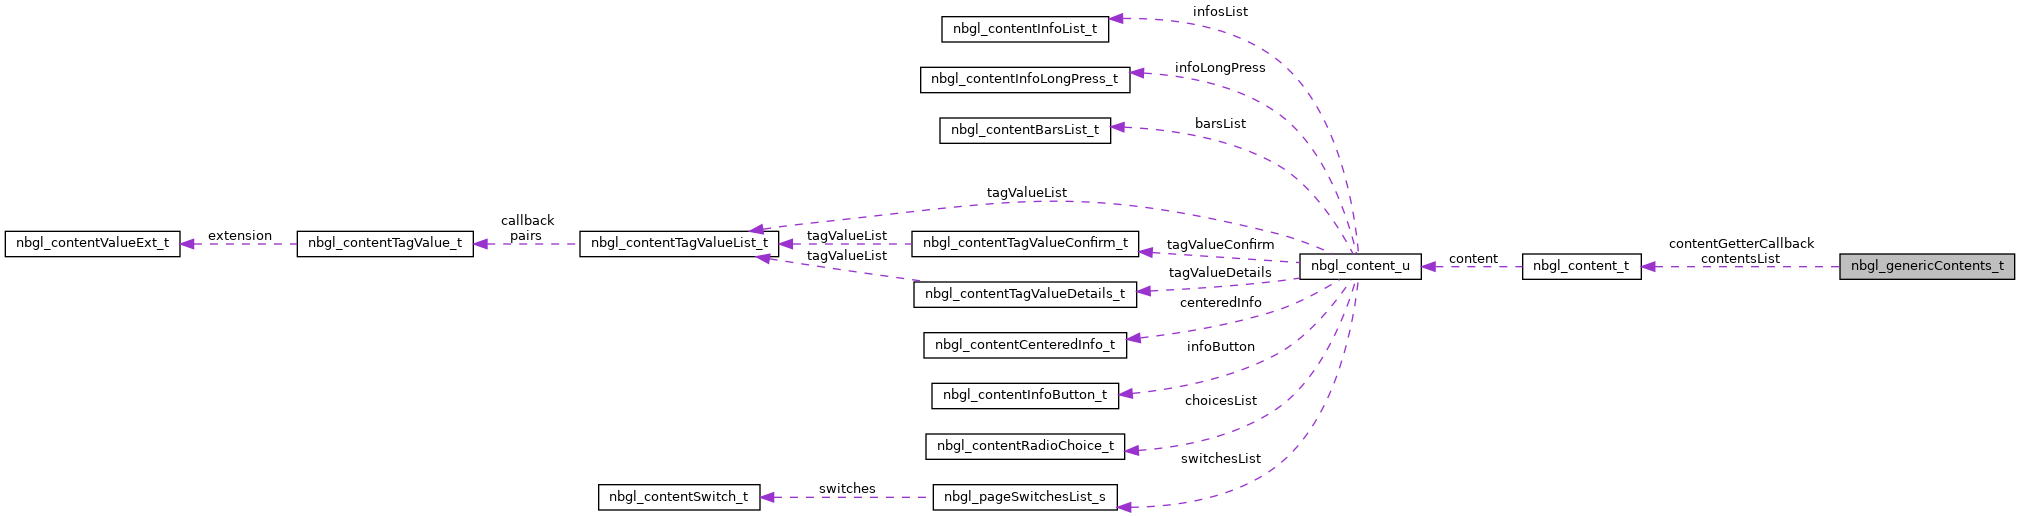 infosList
nbgl_contentInfoList_t
infoLongPress
nbgl_contentInfoLongPress_t
barsList
nbgl_contentBarsList_t
tagValueList
callback
pairs
extension
nbgl_contentValueExt_t
nbgl_contentTagValue_t
nbgl_contentTagValueList_t
tagValueList
tagValueList
nbgl_contentTagValueConfirm_t
tagValueConfirm
tagValueDetails
nbgl_contentTagValueDetails_t
nbgl_content_u
content
nbgl_content_t
contentGetterCallback
contentsList
nbgl_genericContents_t
centeredInfo
nbgl_contentCenteredInfo_t
infoButton
nbgl_contentInfoButton_t
choicesList
nbgl_contentRadioChoice_t
switchesList
nbgl_contentSwitch_t
switches
nbgl_pageSwitchesList_s